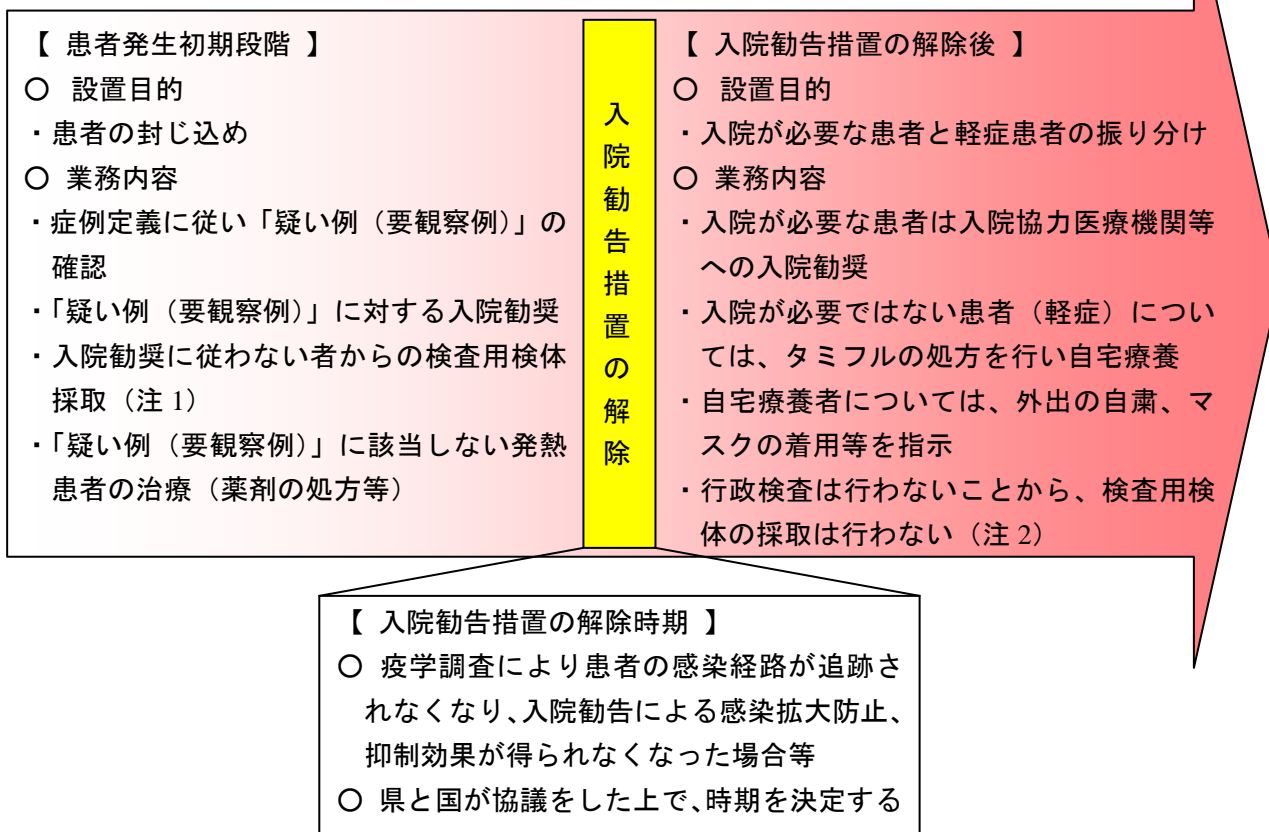 【 患者発生初期段階 】
〇 設置目的
・患者の封じ込め
〇 業務内容
・症例定義に従い「疑い例(要観察例)」の
確認
・「疑い例(要観察例)」に対する入院勧奨
・入院勧奨に従わない者からの検査用検体
採取(注 1)
・「疑い例(要観察例)」に該当しない発熱
患者の治療(薬剤の処方等)
入院勧告措置の解除
【 入院勧告措置の解除後 】
〇 設置目的
・入院が必要な患者と軽症患者の振り分け
〇 業務内容
・入院が必要な患者は入院協力医療機関等
への入院勧奨
・入院が必要ではない患者(軽症)につい
ては、タミフルの処方を行い自宅療養
・自宅療養者については、外出の自粛、マ
スクの着用等を指示
・行政検査は行わないことから、検査用検
体の採取は行わない(注 2)
【 入院勧告措置の解除時期 】
〇 疫学調査により患者の感染経路が追跡さ
れなくなり、入院勧告による感染拡大防止、
抑制効果が得られなくなった場合等
〇 県と国が協議をした上で、時期を決定する